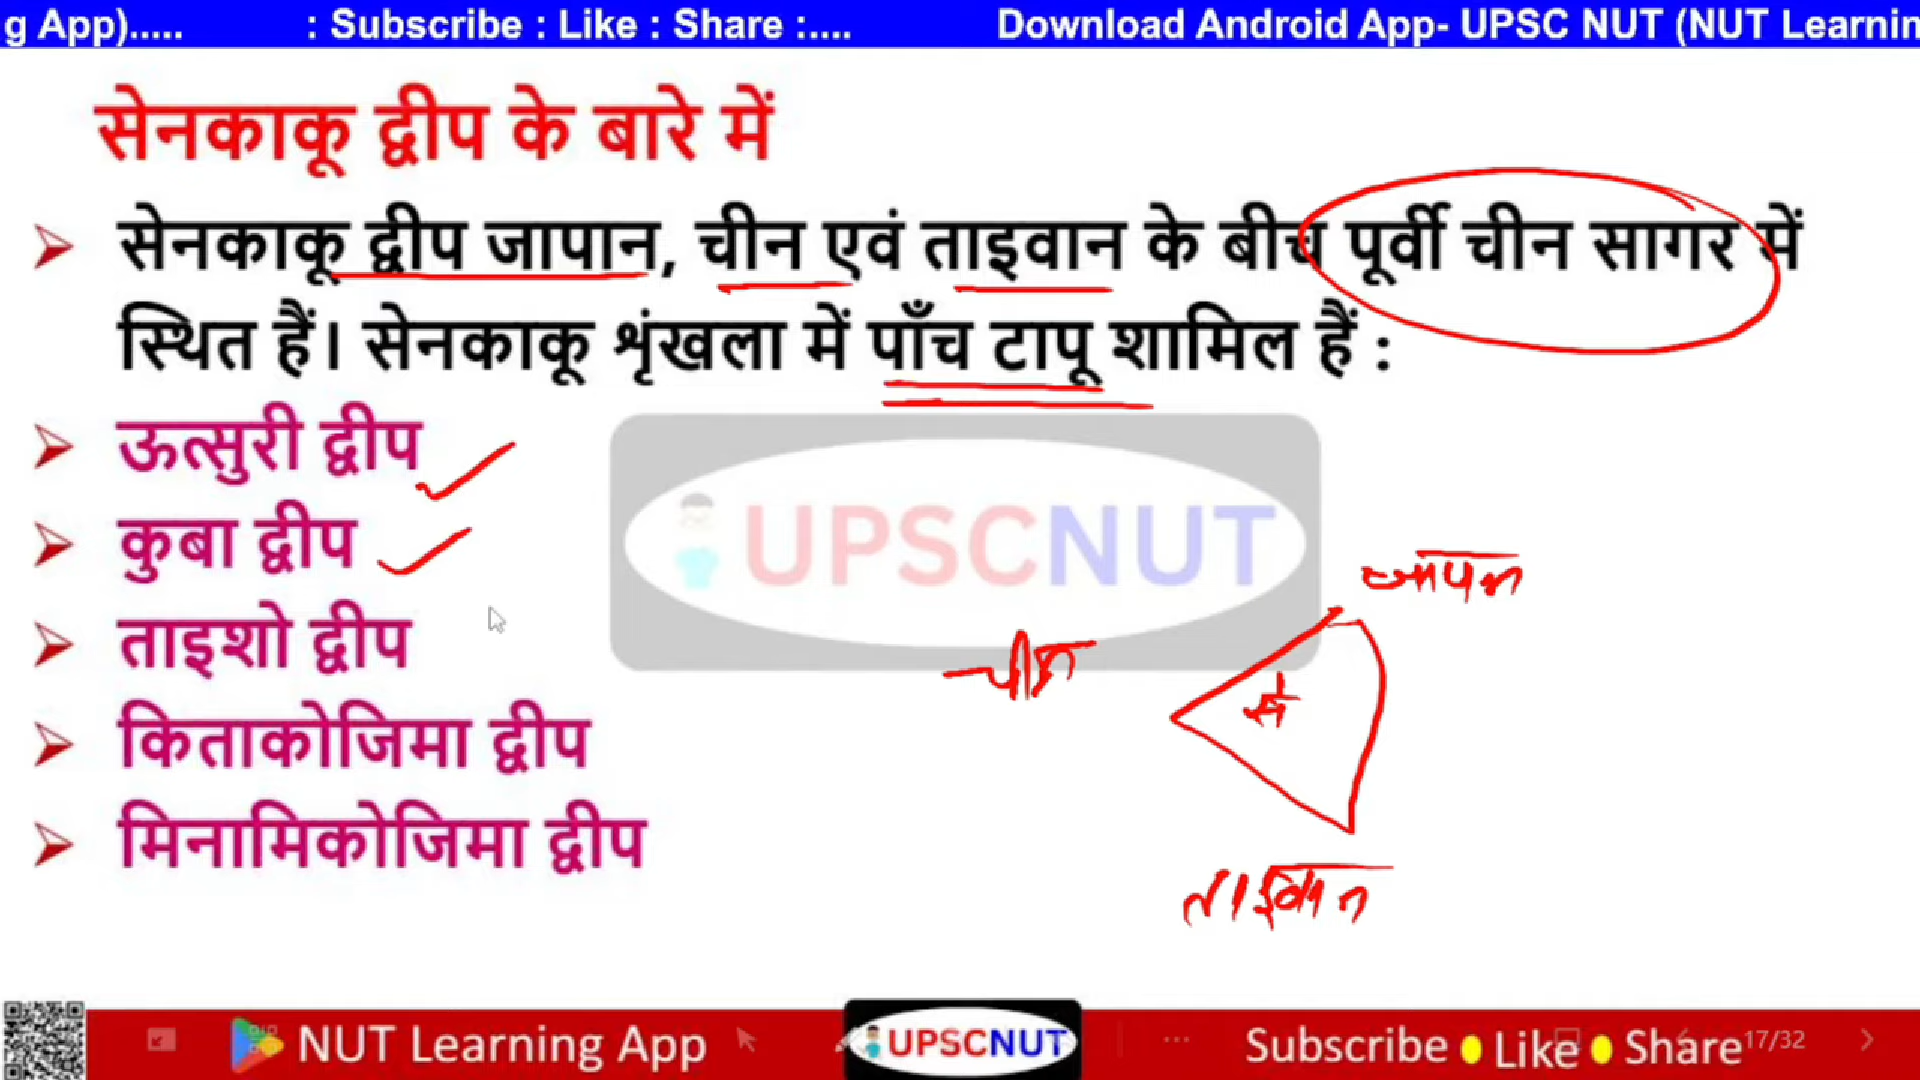 g App)..... : Subscribe : Like : Share :.... Download Android App- UPSC NUT (NUT Learnin
सेनकाकू द्वीप के बारे में
सेनकाकू द्वीप जापान, चीन एवं ताइवान के बीच पूर्वी चीन सागर में
स्थित हैं। सेनकाकू श्रृंखला में पाँच टापू शामिल हैं :
ऊत्सुरी द्वीप
कुबा द्वीप
ताइशो द्वीप
किताकोजिमा द्वीप
मिनामिकोजिमा द्वीप
UPSCNUT
जापान
चीन
से
ताइवान
NUT Learning App UPSCNUT Subscribe Like Share 17/32